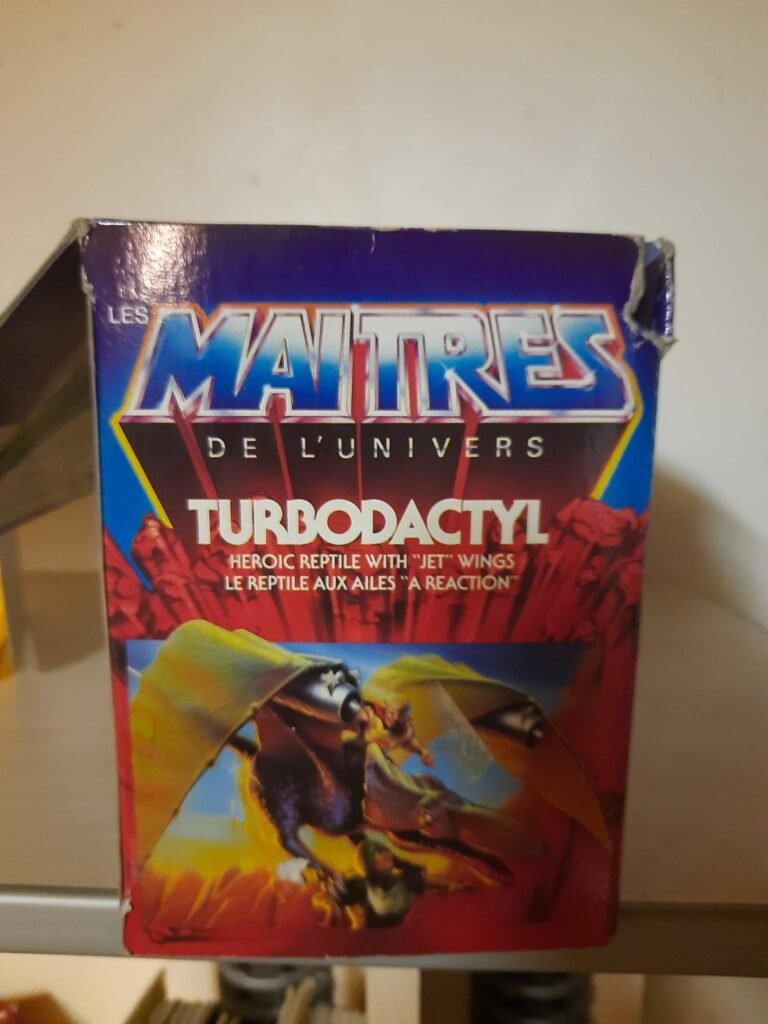 LES
MAITRES
DE L'UNIVERS
TURBODACTYL
HEROIC REPTILE WITH "JET" WINGS
LE REPTILE AUX AILES "A REACTION"